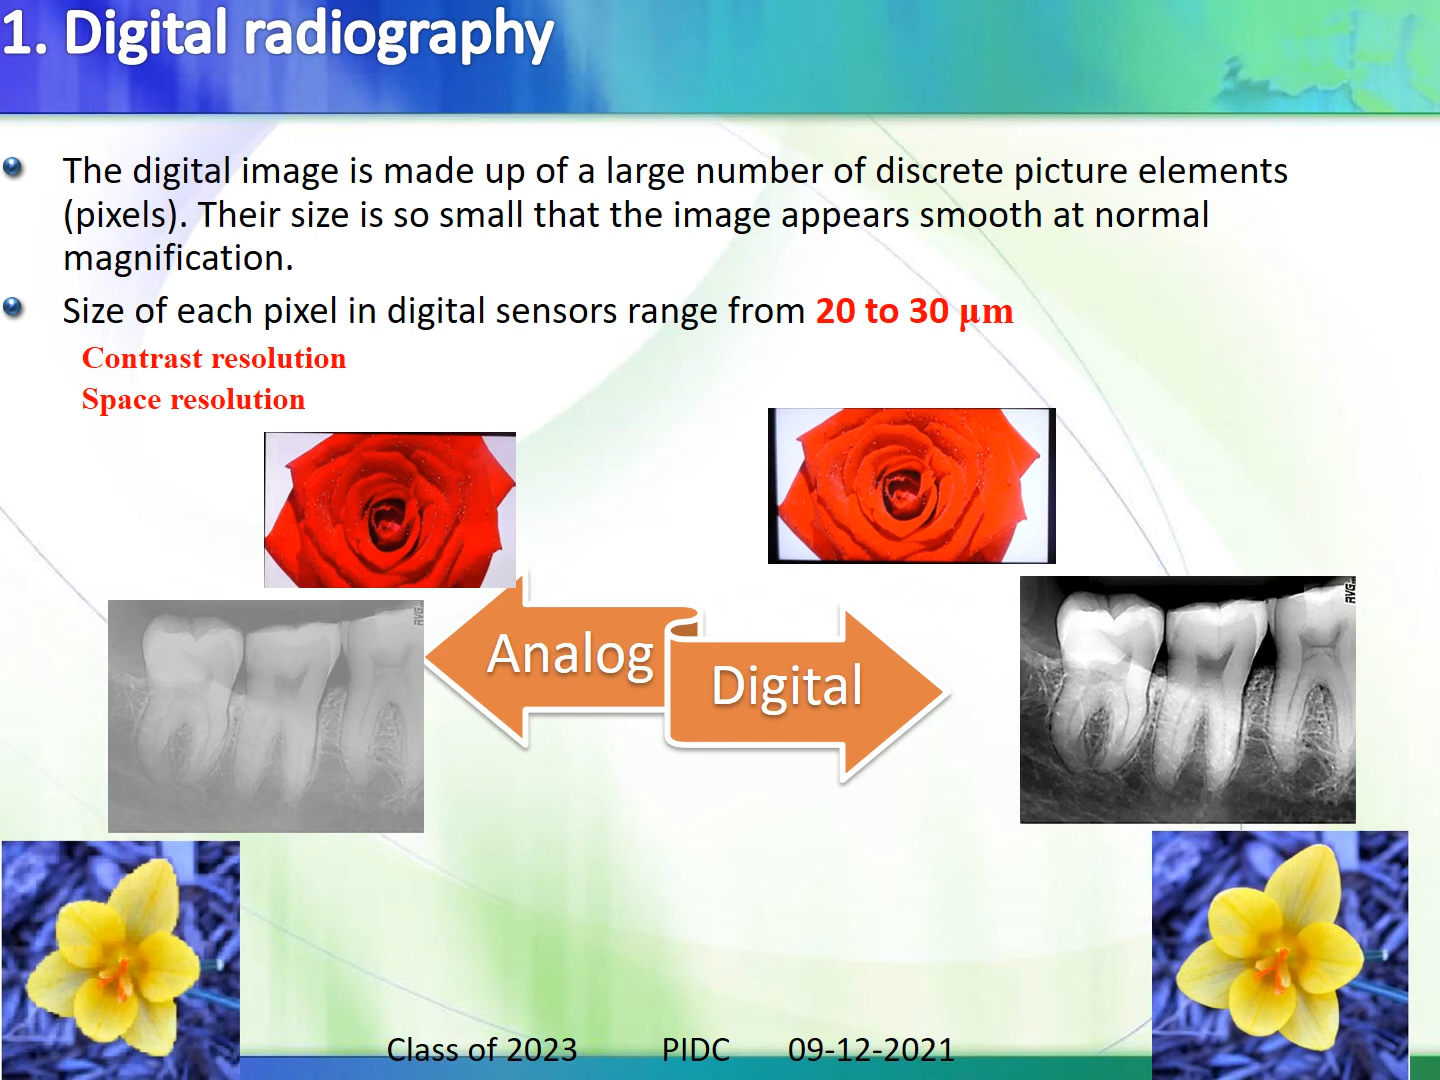 1. Digital radiography
The digital image is made up of a large number of discrete picture elements
(pixels). Their size is so small that the image appears smooth at normal
magnification.
Size of each pixel in digital sensors range from 20 to 30 µm
Contrast resolution
Space resolution
Analog
Digital
RVG
RVG
Class of 2023 PIDC 09-12-2021